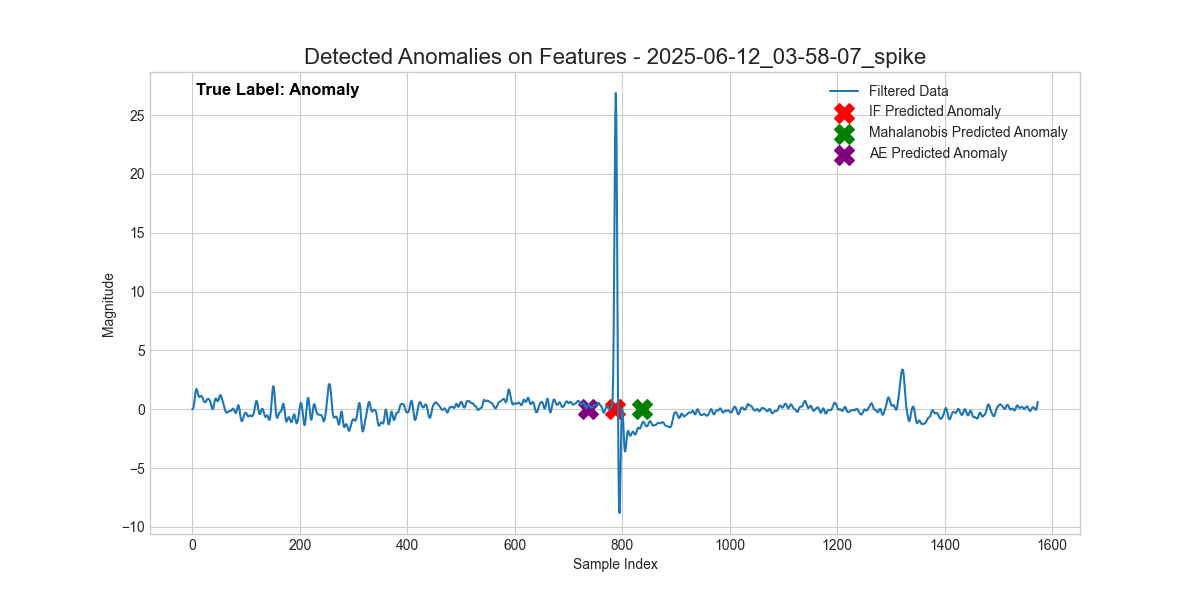 Detected Anomalies on Features - 2025-06-12_03-58-07_spike
True Label: Anomaly
Filtered Data
IF Predicted Anomaly
Mahalanobis Predicted Anomaly
AE Predicted Anomaly
Magnitude
25
20
15
10
5
0
−5
−10
0 200 400 600 800 1000 1200 1400 1600
Sample Index